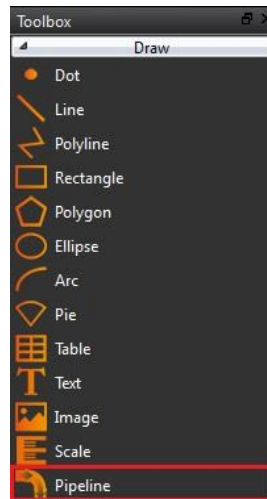 Toolbox
Draw
Dot
Line
Polyline
Rectangle
Polygon
Ellipse
Arc
Pie
Table
Text
Image
Scale
Pipeline